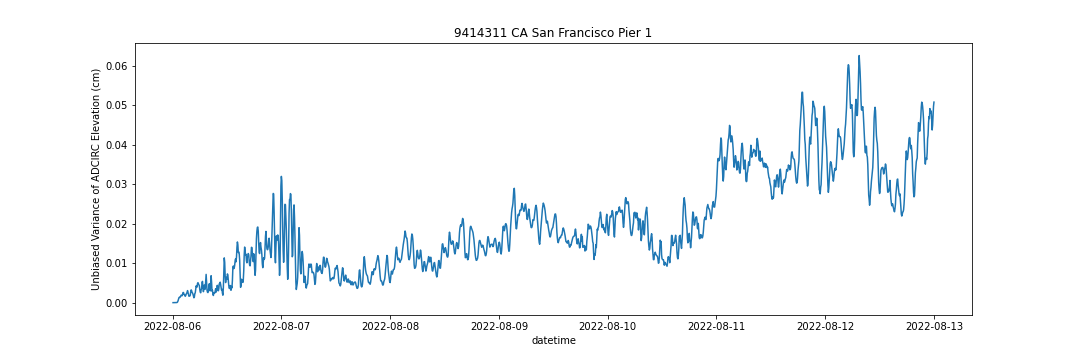 9414311 CA San Francisco Pier 1
Unbiased Variance of ADCIRC Elevation (cm)
0.06
0.05
0.04
0.03
0.02
0.01
0.00
2022-08-06 2022-08-07 2022-08-08 2022-08-09 2022-08-10 2022-08-11 2022-08-12 2022-08-13
datetime